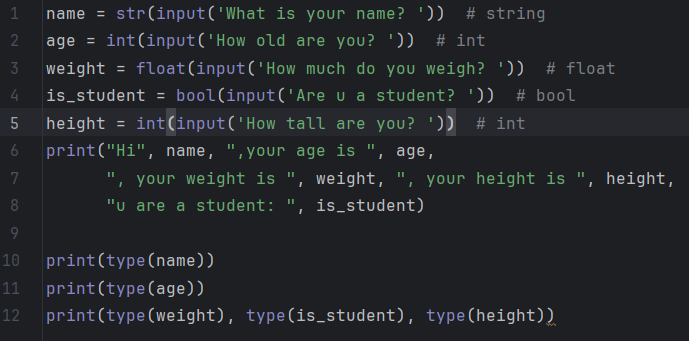 1 name = str(input('What is your name? '))  # string
2 age = int(input('How old are you? '))  # int
3 weight = float(input('How much do you weigh? '))  # float
4 is_student = bool(input('Are u a student? '))  # bool
5 height = int(input('How tall are you? '))  # int
6 print("Hi", name, ",your age is ", age,
7       ", your weight is ", weight, ", your height is ", height,
8       "u are a student: ", is_student)
9
10 print(type(name))
11 print(type(age))
12 print(type(weight), type(is_student), type(height))